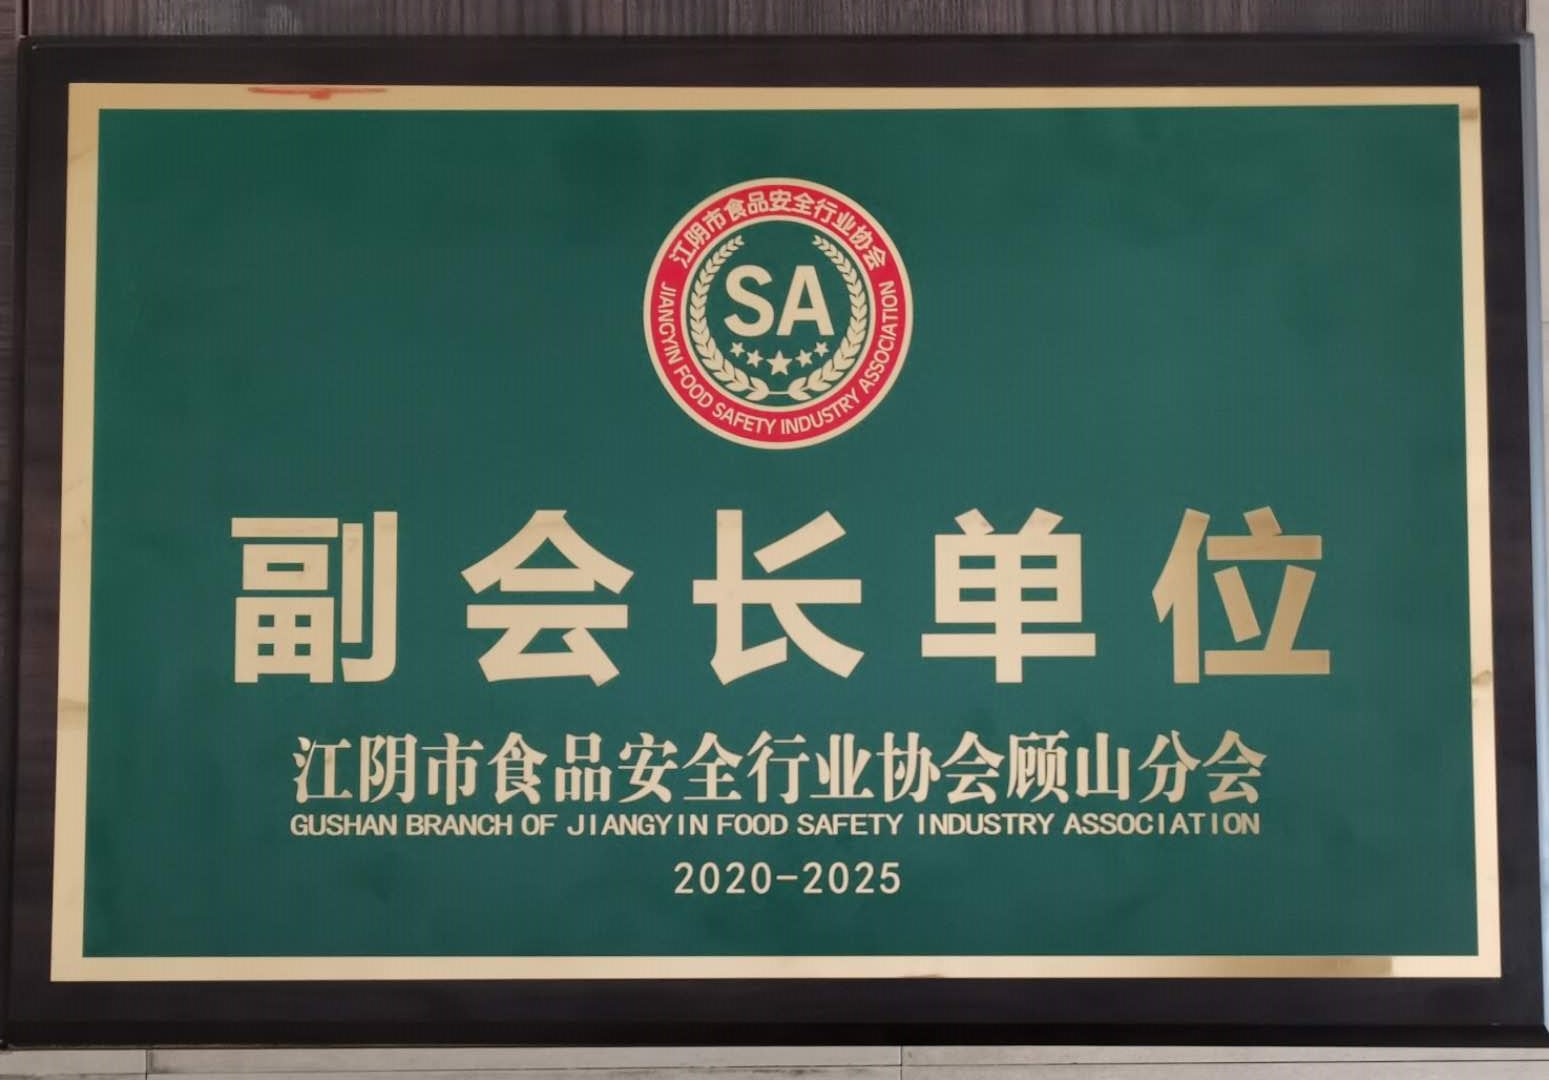 江阴市食品安全行业协会
SA
JIANGYIN FOOD SAFETY INDUSTRY ASSOCIATION
副会长单位
江阴市食品安全行业协会顾山分会
GUSHAN BRANCH OF JIANGYIN FOOD SAFETY INDUSTRY ASSOCIATION
2020-2025